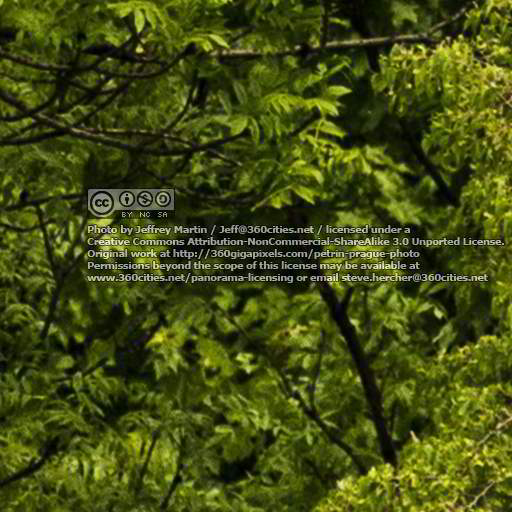 cc
BY NC SA
Photo by Jeffrey Martin / Jeff@360cities.net / licensed under a
Creative Commons Attribution-NonCommercial-ShareAlike 3.0 Unported License.
Original work at http://360gigapixels.com/petrin-prague-photo
Permissions beyond the scope of this license may be available at
www.360cities.net/panorama-licensing or email steve.hercher@360cities.net